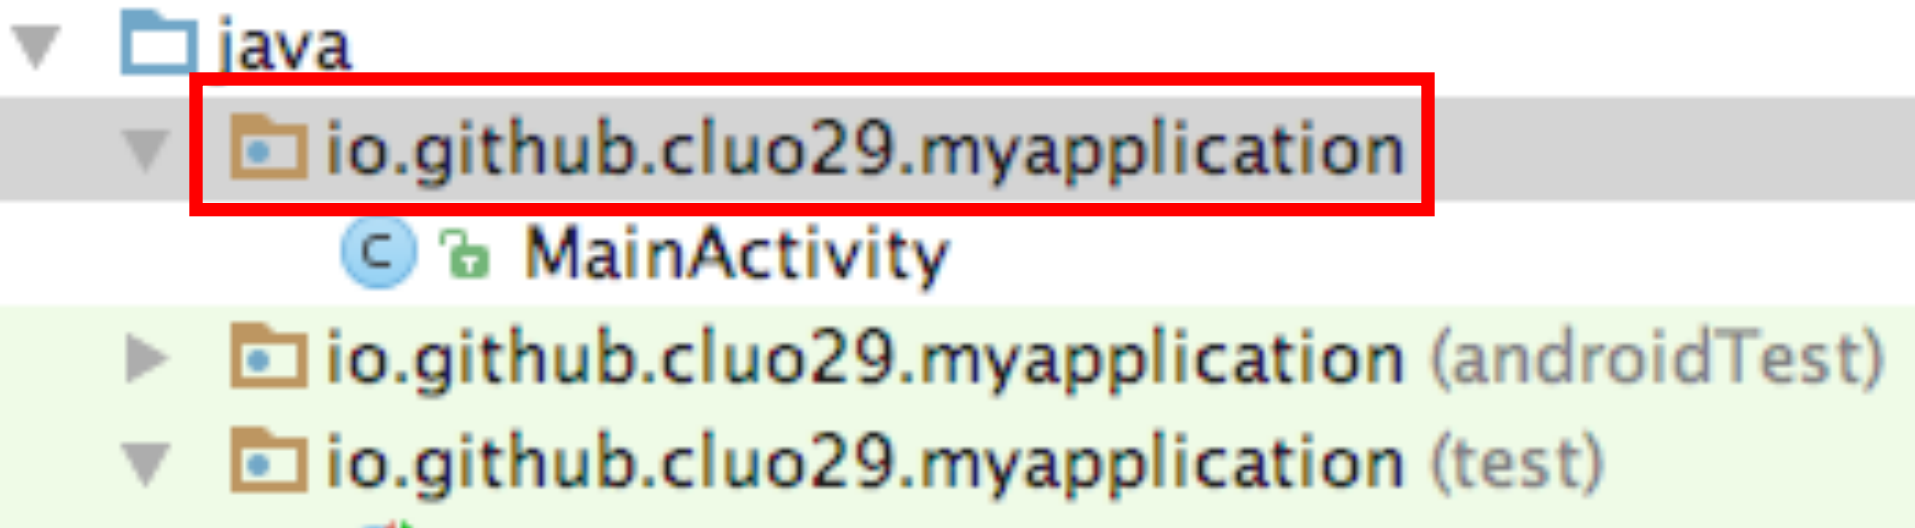 java
io.github.cluo29.myapplication
C MainActivity
io.github.cluo29.myapplication (androidTest)
io.github.cluo29.myapplication (test)